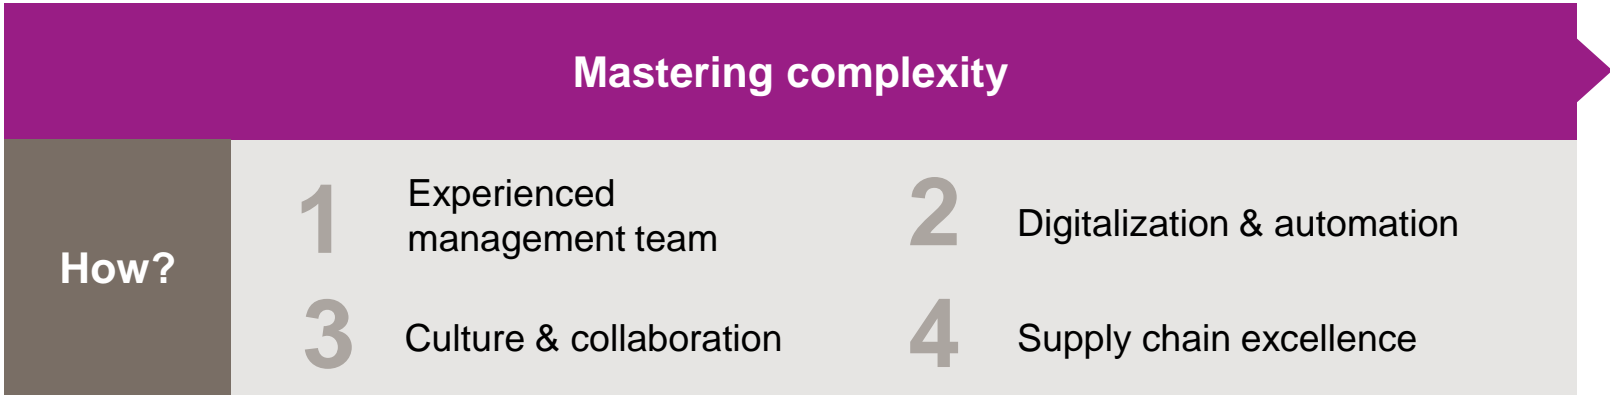 Mastering complexity
How?
1
Experienced
management team
2
Digitalization & automation
3
Culture & collaboration
4
Supply chain excellence